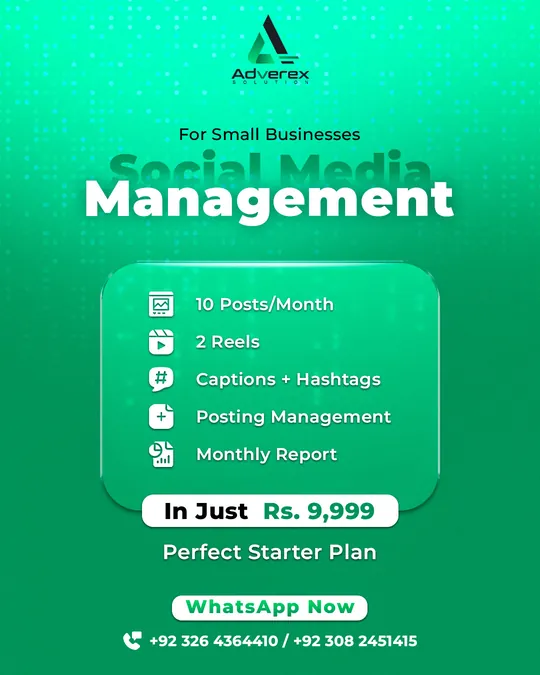 Adverex
SOLUTION
For Small Businesses
Social Media
Management
10 Posts/Month
2 Reels
Captions + Hashtags
Posting Management
Monthly Report
In Just Rs. 9,999
Perfect Starter Plan
WhatsApp Now
+92 326 4364410 / +92 308 2451415